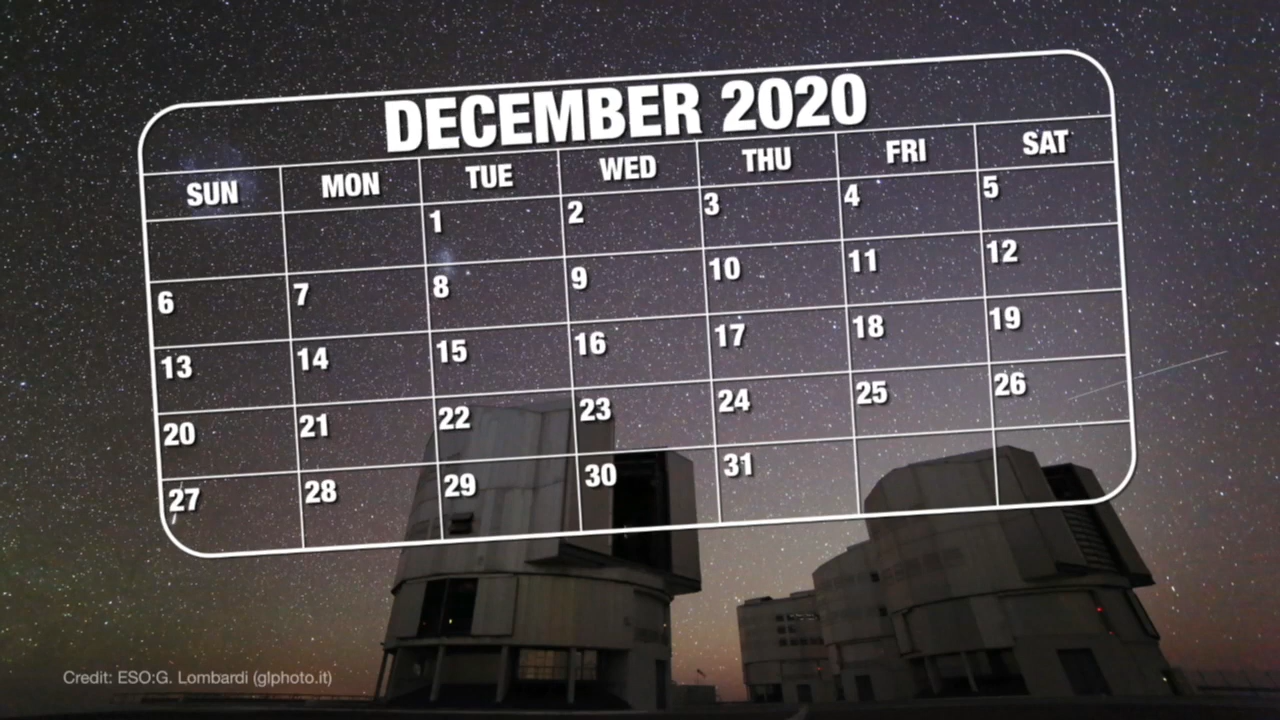 DECEMBER 2020
SUN MON TUE WED THU FRI SAT
1 2 3 4 5
6 7 8 9 10 11 12
13 14 15 16 17 18 19
20 21 22 23 24 25 26
27 28 29 30 31
Credit: ESO:G. Lombardi (glphoto.it)